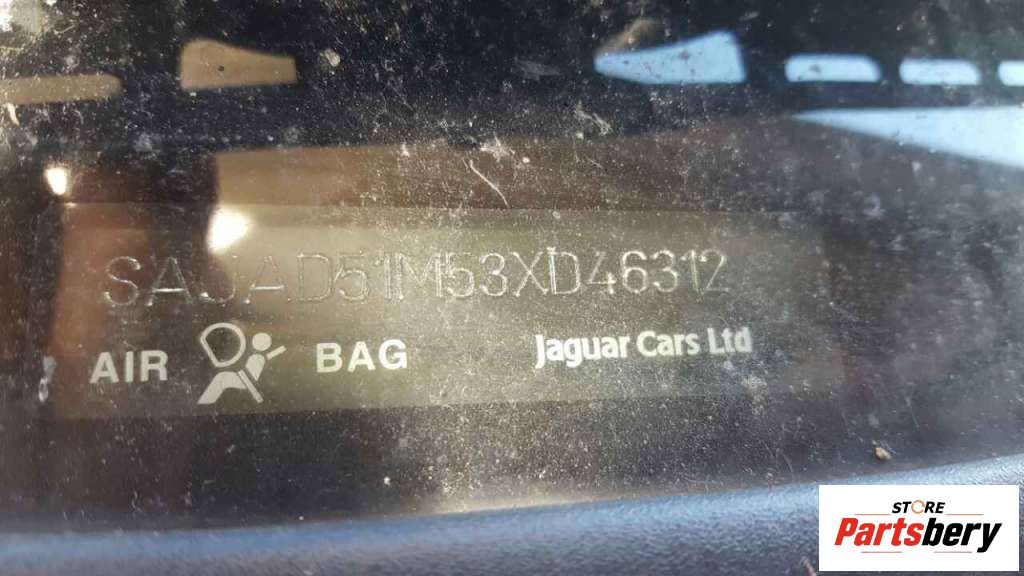 SAJAD51M53XD46312
AIR BAG Jaguar Cars Ltd
STORE
Partsbery